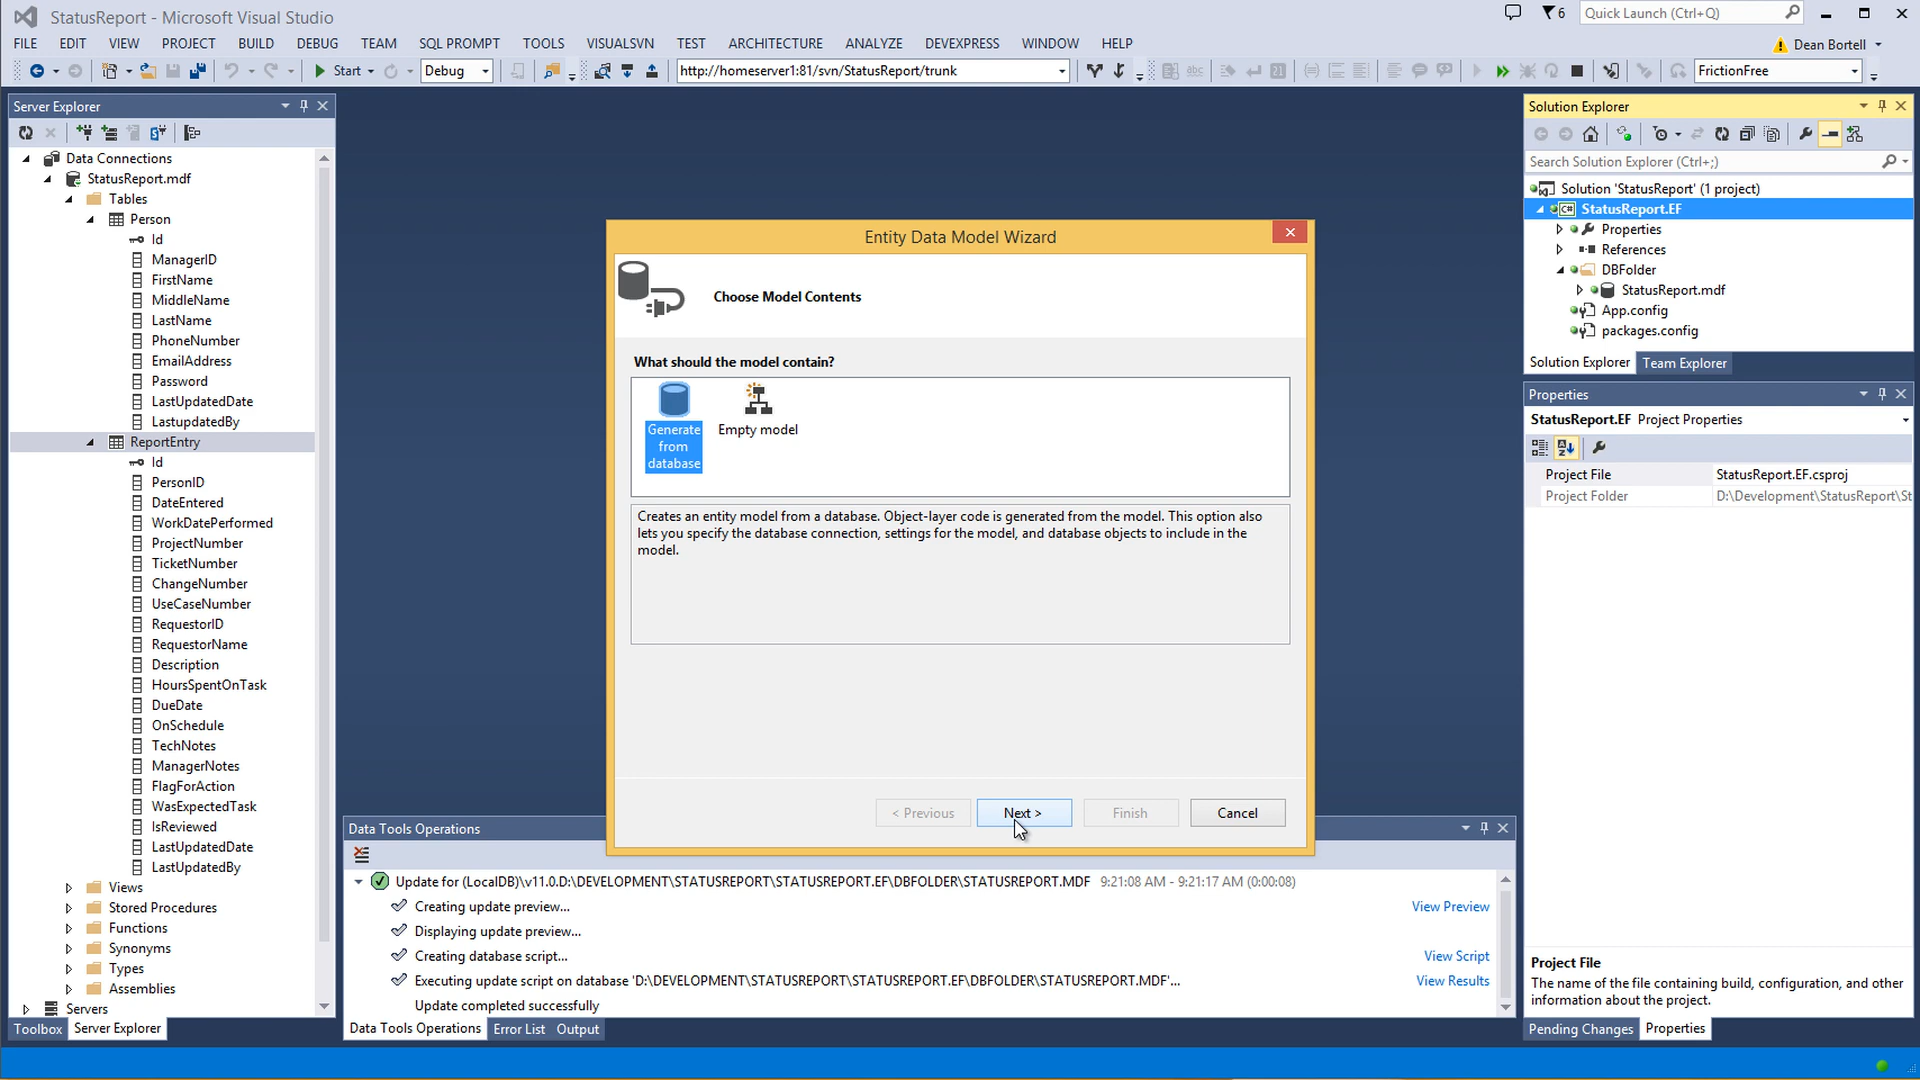 StatusReport - Microsoft Visual Studio
6
Quick Launch (Ctrl+Q)
FILE EDIT VIEW PROJECT BUILD DEBUG TEAM SQL PROMPT TOOLS VISUALSVN TEST ARCHITECTURE ANALYZE DEVEXPRESS WINDOW HELP
Dean Bortell
Start
Debug
http://homeserver1:81/svn/StatusReport/trunk
FrictionFree
Server Explorer
Data Connections
StatusReport.mdf
Tables
Person
Id
ManagerID
FirstName
MiddleName
LastName
PhoneNumber
EmailAddress
Password
LastUpdatedDate
LastupdatedBy
ReportEntry
Id
PersonID
DateEntered
WorkDatePerformed
ProjectNumber
TicketNumber
ChangeNumber
UseCaseNumber
RequestorID
RequestorName
Description
HoursSpentOnTask
DueDate
OnSchedule
TechNotes
ManagerNotes
FlagForAction
WasExpectedTask
IsReviewed
LastUpdatedDate
LastUpdatedBy
Views
Stored Procedures
Functions
Synonyms
Types
Assemblies
Servers
Toolbox Server Explorer
Entity Data Model Wizard
Choose Model Contents
What should the model contain?
Generate
from
database
Empty model
Creates an entity model from a database. Object-layer code is generated from the model. This option also
lets you specify the database connection, settings for the model, and database objects to include in the
model.
< Previous
Next >
Finish
Cancel
Data Tools Operations
Update for (LocalDB)\v11.0.D:\DEVELOPMENT\STATUSREPORT\STATUSREPORT.EF\DBFOLDER\STATUSREPORT.MDF 9:21:08 AM - 9:21:17 AM (0:00:08)
Creating update preview... View Preview
Displaying update preview...
Creating database script... View Script
Executing update script on database 'D:\DEVELOPMENT\STATUSREPORT\STATUSREPORT.EF\DBFOLDER\STATUSREPORT.MDF'... View Results
Update completed successfully
Data Tools Operations Error List Output
Solution Explorer
Search Solution Explorer (Ctrl+;)
Solution 'StatusReport' (1 project)
C# StatusReport.EF
Properties
References
DBFolder
StatusReport.mdf
App.config
packages.config
Solution Explorer Team Explorer
Properties
StatusReport.EF Project Properties
Project File StatusReport.EF.csproj
Project Folder D:\Development\StatusReport\St
Project File
The name of the file containing build, configuration, and other
information about the project.
Pending Changes Properties